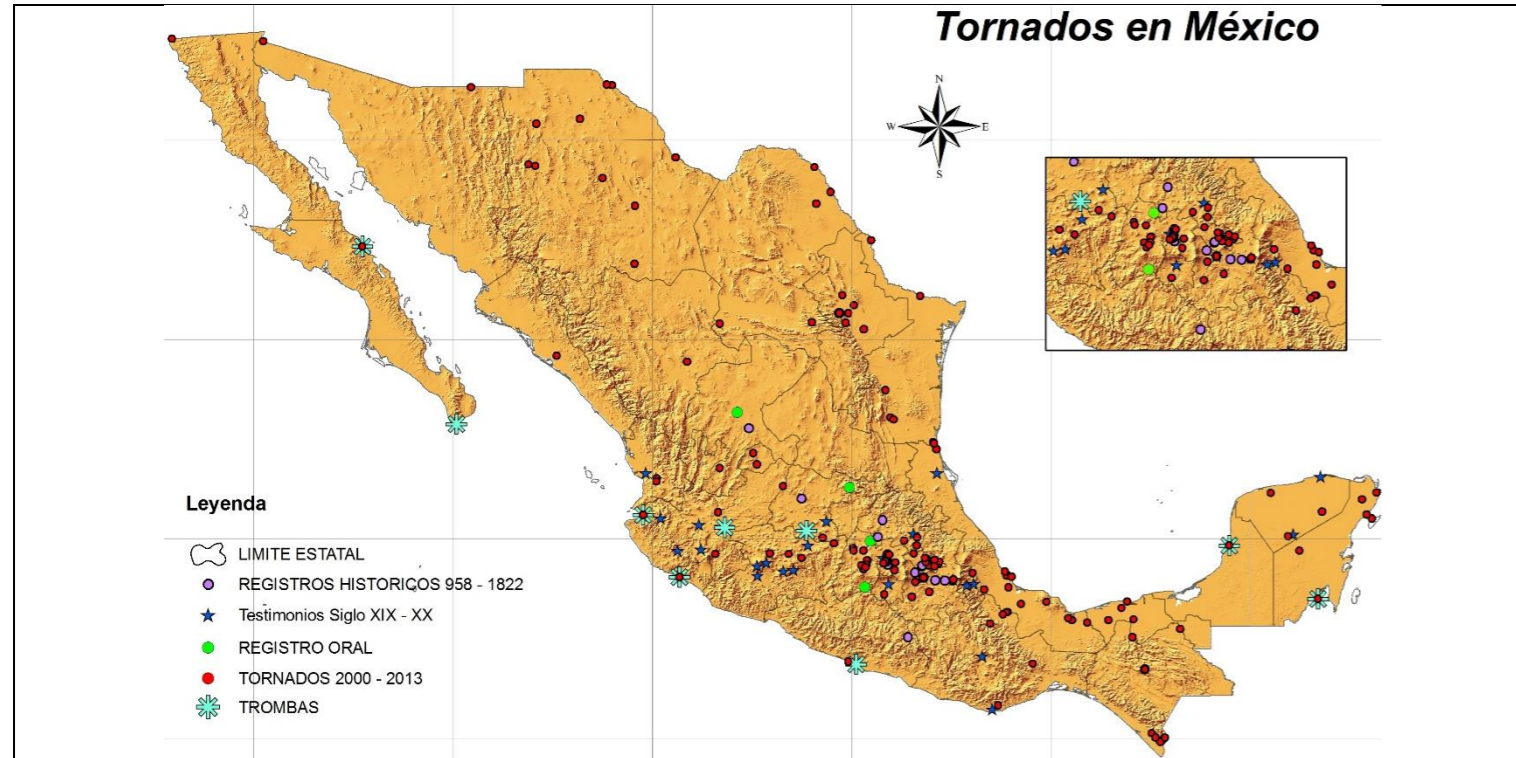 Tornados en México
N
W E
S
Leyenda
LIMITE ESTATAL
REGISTROS HISTORICOS 958 - 1822
Testimonios Siglo XIX - XX
REGISTRO ORAL
TORNADOS 2000 - 2013
TROMBAS